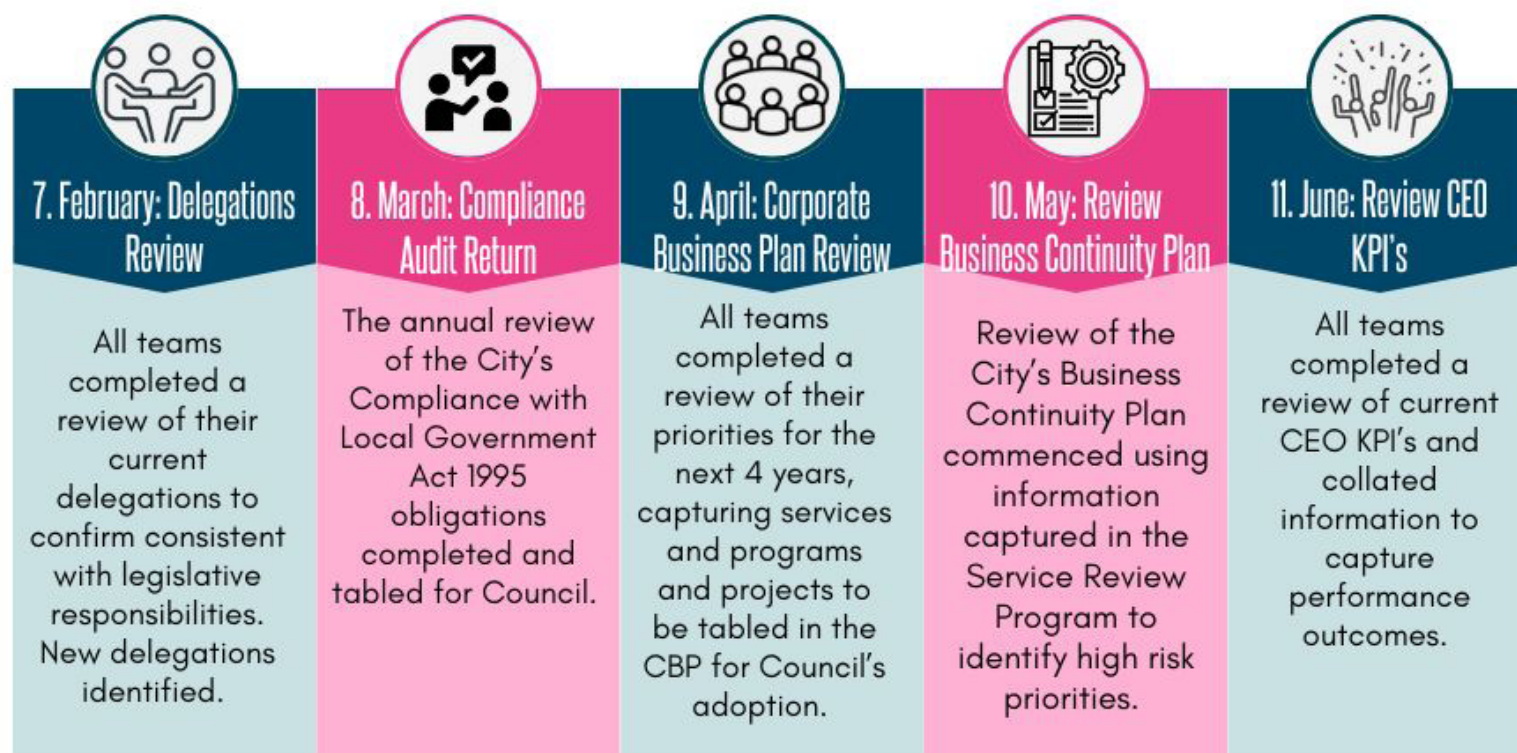 7. February: Delegations
Review
All teams
completed a
review of their
current
delegations to
confirm consistent
with legislative
responsibilities.
New delegations
identified.
8. March: Compliance
Audit Return
The annual review
of the City's
Compliance with
Local Government
Act 1995
obligations
completed and
tabled for Council.
9. April: Corporate
Business Plan Review
All teams
completed a
review of their
priorities for the
next 4 years,
capturing services
and programs
and projects to
be tabled in the
CBP for Council's
adoption.
10. May: Review
Business Continuity Plan
Review of the
City's Business
Continuity Plan
commenced using
information
captured in the
Service Review
Program to
identify high risk
priorities.
11. June: Review CEO
KPI's
All teams
completed a
review of current
CEO KPI's and
collated
information to
capture
performance
outcomes.